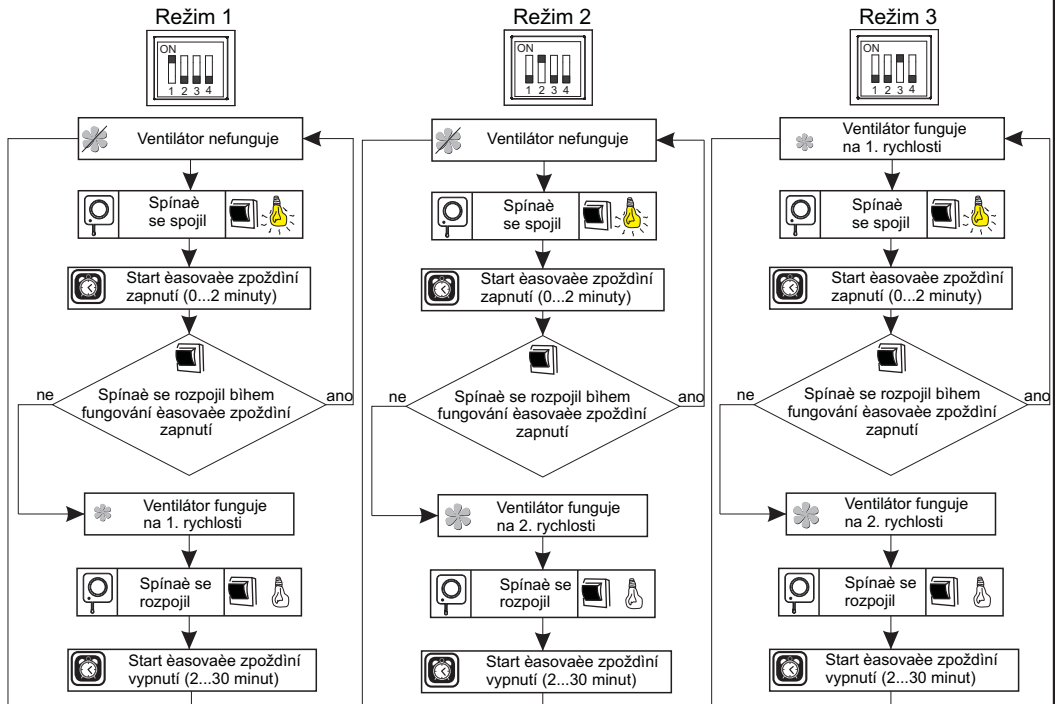 Režim 1
ON
1 2 3 4
Ventilátor nefunguje
Spínaè
se spojil
Start èasovaèe zpoždìní
zapnutí (0...2 minuty)
ne
Spínaè se rozpojil bìhem
ano
fungování èasovaèe zpoždìní
zapnutí
Ventilátor funguje
na 1. rychlosti
Spínaè se
rozpojil
Start èasovaèe zpoždìní
vypnutí (2...30 minut)
Režim 2
ON
1 2 3 4
Ventilátor nefunguje
Spínaè
se spojil
Start èasovaèe zpoždìní
zapnutí (0...2 minuty)
ne
Spínaè se rozpojil bìhem
ano
fungování èasovaèe zpoždìní
zapnutí
Ventilátor funguje
na 2. rychlosti
Spínaè se
rozpojil
Start èasovaèe zpoždìní
vypnutí (2...30 minut)
Režim 3
ON
1 2 3 4
Ventilátor funguje
na 1. rychlosti
Spínaè
se spojil
Start èasovaèe zpoždìní
zapnutí (0...2 minuty)
ne
Spínaè se rozpojil bìhem
ano
fungování èasovaèe zpoždìní
zapnutí
Ventilátor funguje
na 2. rychlosti
Spínaè se
rozpojil
Start èasovaèe zpoždìní
vypnutí (2...30 minut)